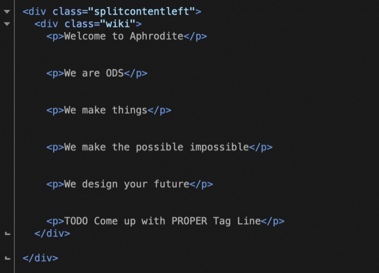 <div class="splitcontentleft">
<div class="wiki">
<p>Welcome to Aphrodite</p>
<p>We are ODS</p>
<p>We make things</p>
<p>We make the possible impossible</p>
<p>We design your future</p>
<p>TODO Come up with PROPER Tag Line</p>
</div>
</div>